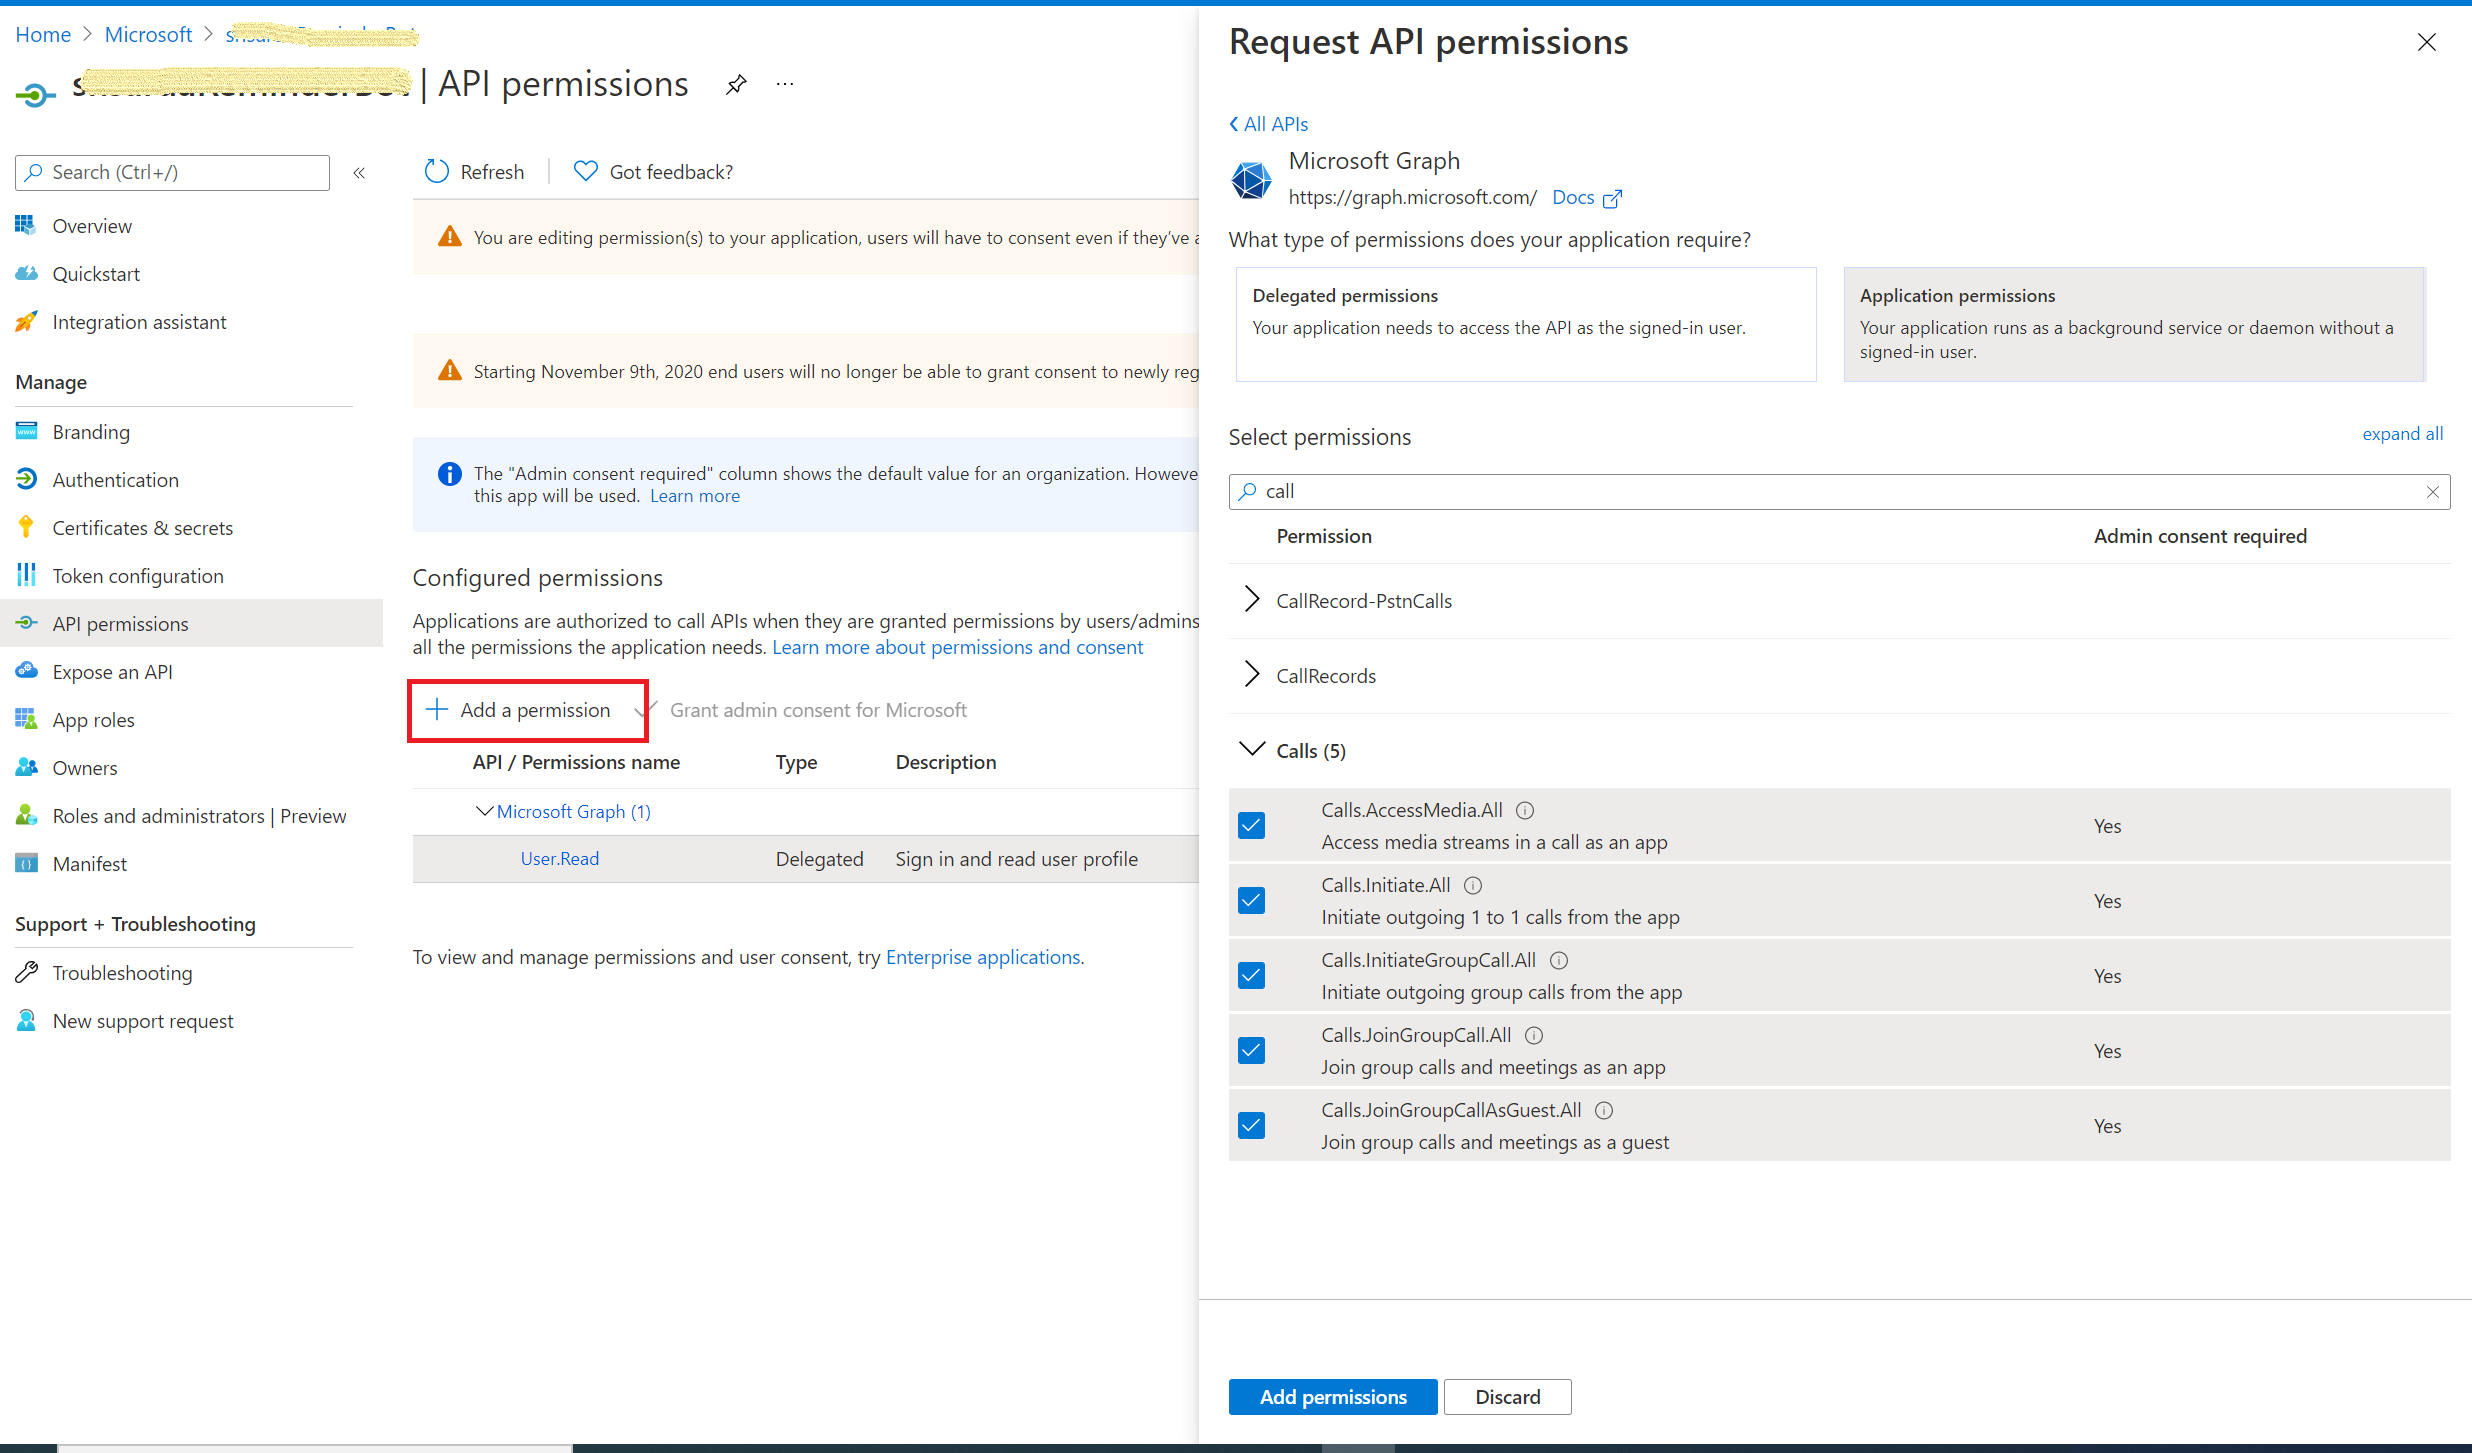 Home > Microsoft >
| API permissions ...
Search (Ctrl+/) «
Overview
Quickstart
Integration assistant
Manage
Branding
Authentication
Certificates & secrets
Token configuration
API permissions
Expose an API
App roles
Owners
Roles and administrators | Preview
Manifest
Support + Troubleshooting
Troubleshooting
New support request
Refresh
Got feedback?
You are editing permission(s) to your application, users will have to consent even if they've a
Starting November 9th, 2020 end users will no longer be able to grant consent to newly reg
The "Admin consent required" column shows the default value for an organization. Howeve
this app will be used. Learn more
Configured permissions
Applications are authorized to call APIs when they are granted permissions by users/admins
all the permissions the application needs. Learn more about permissions and consent
Add a permission
Grant admin consent for Microsoft
API / Permissions name Type Description
Microsoft Graph (1)
User.Read Delegated Sign in and read user profile
To view and manage permissions and user consent, try Enterprise applications.
Request API permissions
All APIs
Microsoft Graph
https://graph.microsoft.com/ Docs
What type of permissions does your application require?
Delegated permissions
Your application needs to access the API as the signed-in user.
Application permissions
Your application runs as a background service or daemon without a
signed-in user.
Select permissions
expand all
call
Permission Admin consent required
CallRecord-PstnCalls
CallRecords
Calls (5)
Calls.AccessMedia.All
Access media streams in a call as an app
Yes
Calls.Initiate.All
Initiate outgoing 1 to 1 calls from the app
Yes
Calls.InitiateGroupCall.All
Initiate outgoing group calls from the app
Yes
Calls.JoinGroupCall.All
Join group calls and meetings as an app
Yes
Calls.JoinGroupCallAsGuest.All
Join group calls and meetings as a guest
Yes
Add permissions
Discard